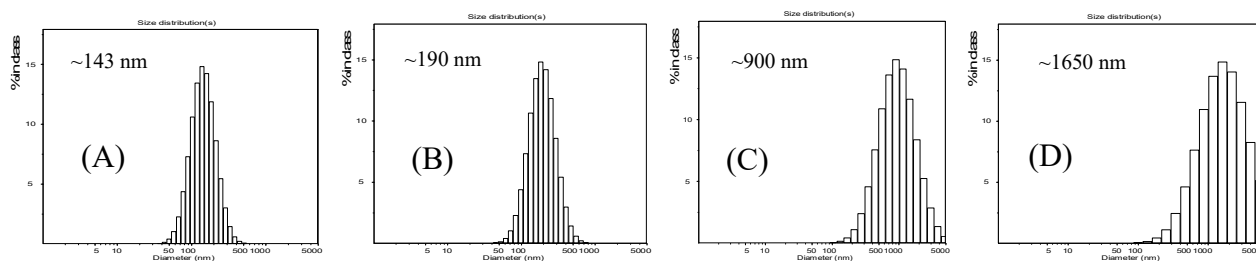 Size distribution(s)
% in class
~143 nm
15
10
5
(A)
5 10 50 100 500 1000 5000
Diameter (nm)
Size distribution(s)
% in class
~190 nm
15
10
5
(B)
5 10 50 100 500 1000 5000
Diameter (nm)
Size distribution(s)
% in class
~900 nm
15
10
5
(C)
5 10 50 100 500 1000 5000
Diameter (nm)
Size distribution(s)
% in class
~1650 nm
15
10
5
(D)
5 10 50 100 500 1000
Diameter (nm)